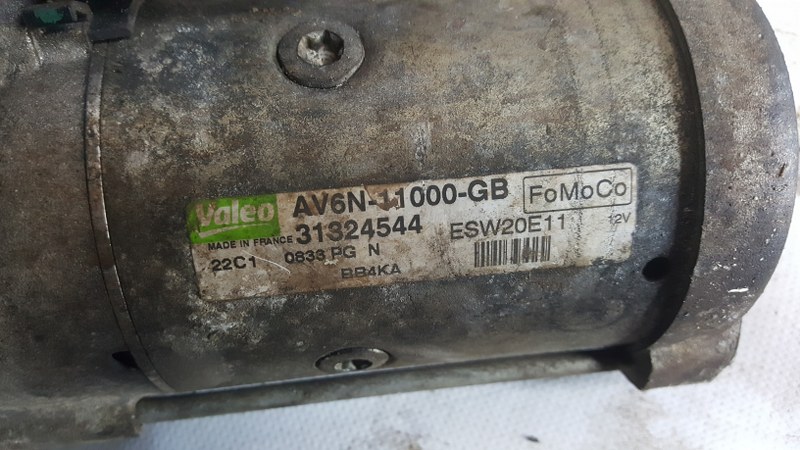 Valeo AV6N-11000-GB FoMoCo
31324544 ESW20E11 12V
MADE IN FRANCE
22C1 0833 PG N
BB4KA